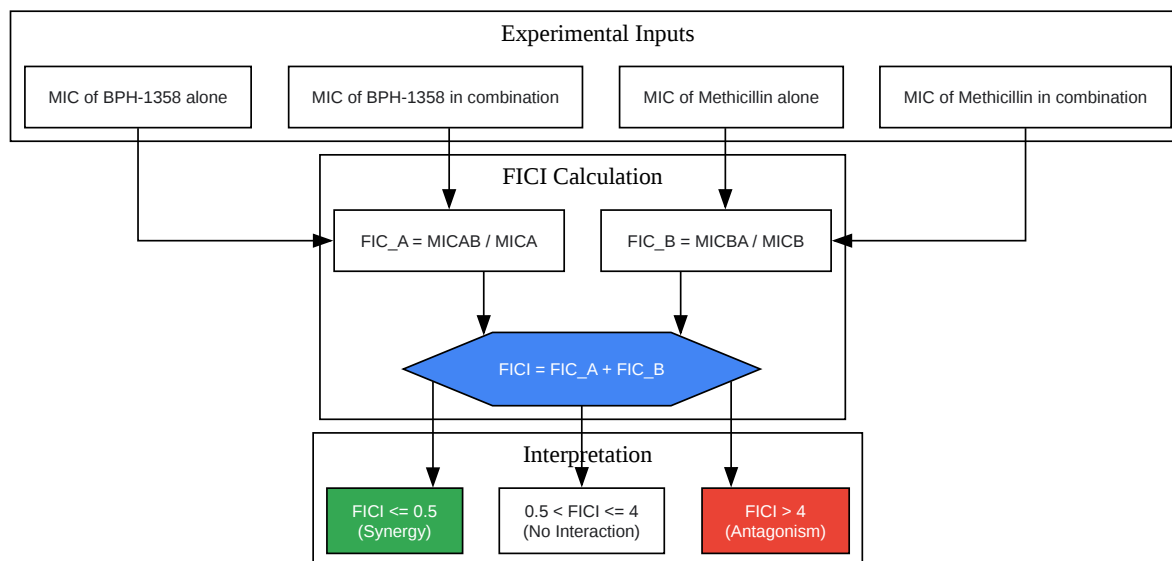 Experimental Inputs
MIC of BPH-1358 alone
MIC of BPH-1358 in combination
MIC of Methicillin alone
MIC of Methicillin in combination
FICI Calculation
FIC_A = MICAB / MICA
FIC_B = MICBA / MICB
FICI = FIC_A + FIC_B
Interpretation
FICI <= 0.5
(Synergy)
0.5 < FICI <= 4
(No Interaction)
FICI > 4
(Antagonism)